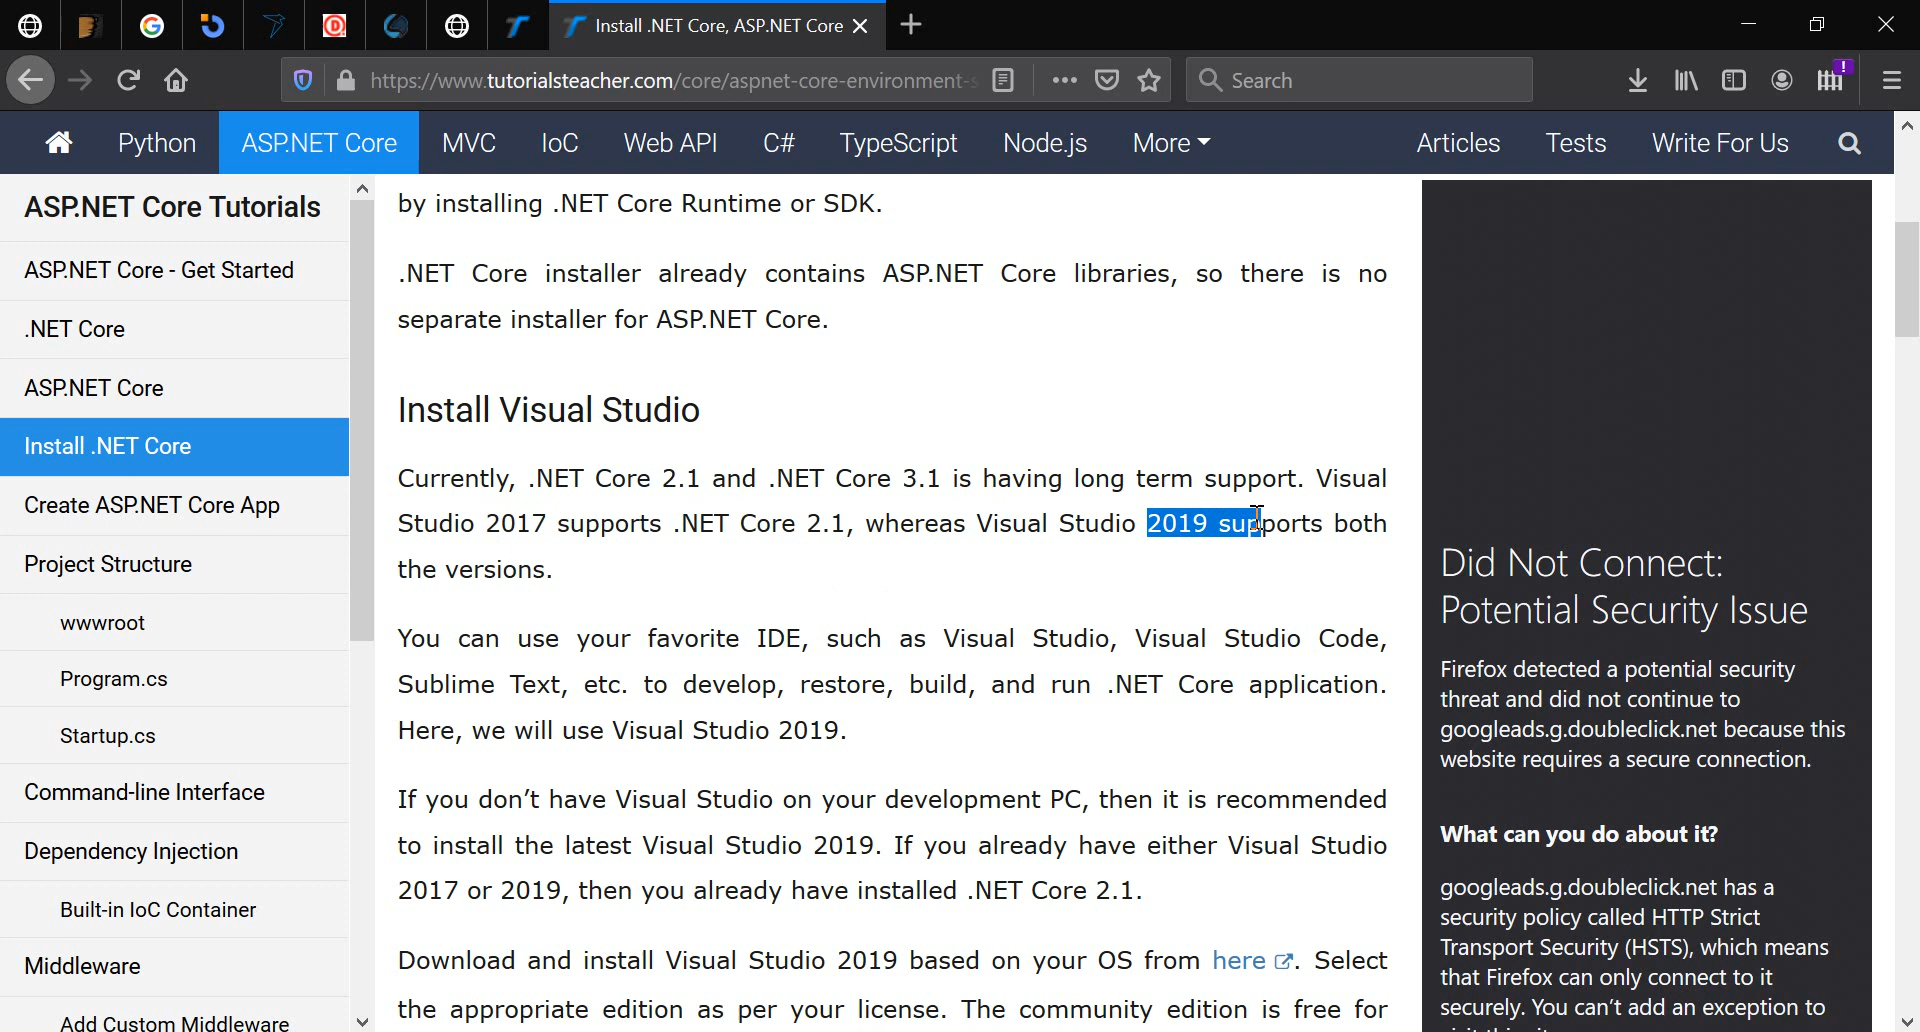 Install .NET Core, ASP.NET Core
https://www.tutorialsteacher.com/core/aspnet-core-environment-s
Search
Python ASP.NET Core MVC IoC Web API C# TypeScript Node.js More Articles Tests Write For Us
ASP.NET Core Tutorials
ASP.NET Core - Get Started
.NET Core
ASP.NET Core
Install .NET Core
Create ASP.NET Core App
Project Structure
wwwroot
Program.cs
Startup.cs
Command-line Interface
Dependency Injection
Built-in IoC Container
Middleware
Add Custom Middleware
by installing .NET Core Runtime or SDK.
.NET Core installer already contains ASP.NET Core libraries, so there is no
separate installer for ASP.NET Core.
Install Visual Studio
Currently, .NET Core 2.1 and .NET Core 3.1 is having long term support. Visual
Studio 2017 supports .NET Core 2.1, whereas Visual Studio 2019 supports both
the versions.
You can use your favorite IDE, such as Visual Studio, Visual Studio Code,
Sublime Text, etc. to develop, restore, build, and run .NET Core application.
Here, we will use Visual Studio 2019.
If you don’t have Visual Studio on your development PC, then it is recommended
to install the latest Visual Studio 2019. If you already have either Visual Studio
2017 or 2019, then you already have installed .NET Core 2.1.
Download and install Visual Studio 2019 based on your OS from here. Select
the appropriate edition as per your license. The community edition is free for
Did Not Connect:
Potential Security Issue
Firefox detected a potential security
threat and did not continue to
googleads.g.doubleclick.net because this
website requires a secure connection.
What can you do about it?
googleads.g.doubleclick.net has a
security policy called HTTP Strict
Transport Security (HSTS), which means
that Firefox can only connect to it
securely. You can’t add an exception to